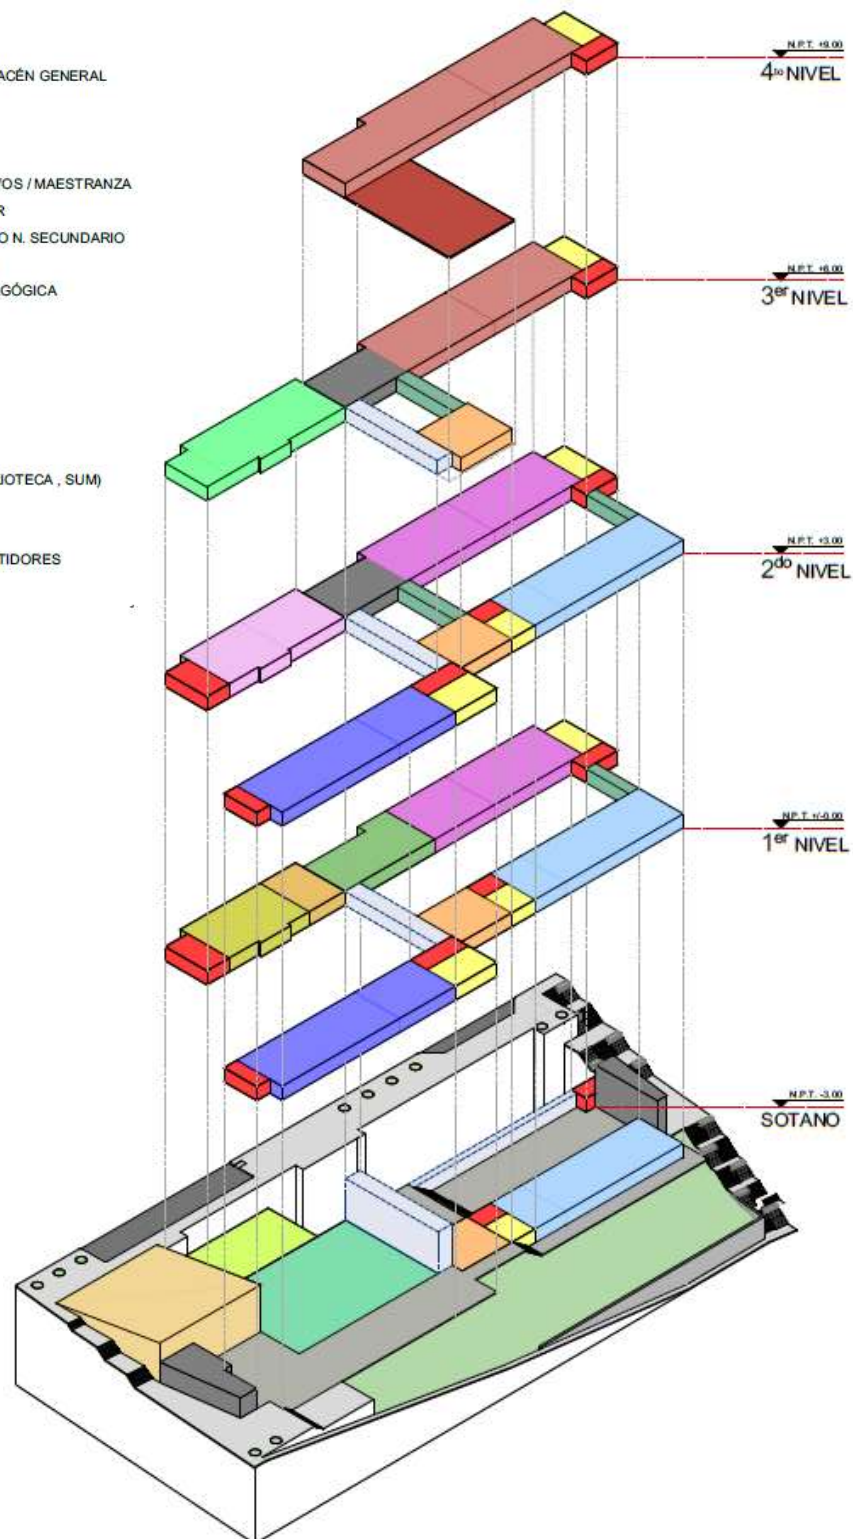 N.P.T. +9.00
4to NIVEL
ACÉN GENERAL
OS / MAESTRANZA
R
O N. SECUNDARIO
N.P.T. +6.00
3er NIVEL
GÓGICA
IOTECA , SUM)
N.P.T. +3.00
2do NIVEL
TIDORES
N.P.T. +/-0.00
1er NIVEL
N.P.T. -3.00
SOTANO